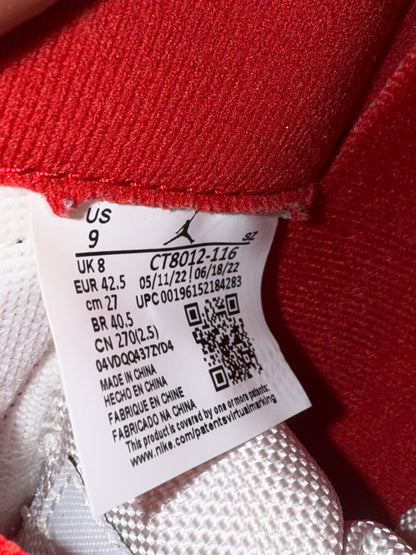 US
9
SZ
UK 8
CT8012-116
EUR 42.5
05/11/22 | 06/18/22
cm 27
UPC 00196152184283
BR 40.5
CN 270(2.5)
04VDQQ437ZYD4
MADE IN CHINA
HECHO EN CHINA
FABRIQUE EN CHINE
FABRICADO NA CHINA
This product is covered by one or more patents
www.nike.com/patentsvirtualmarking